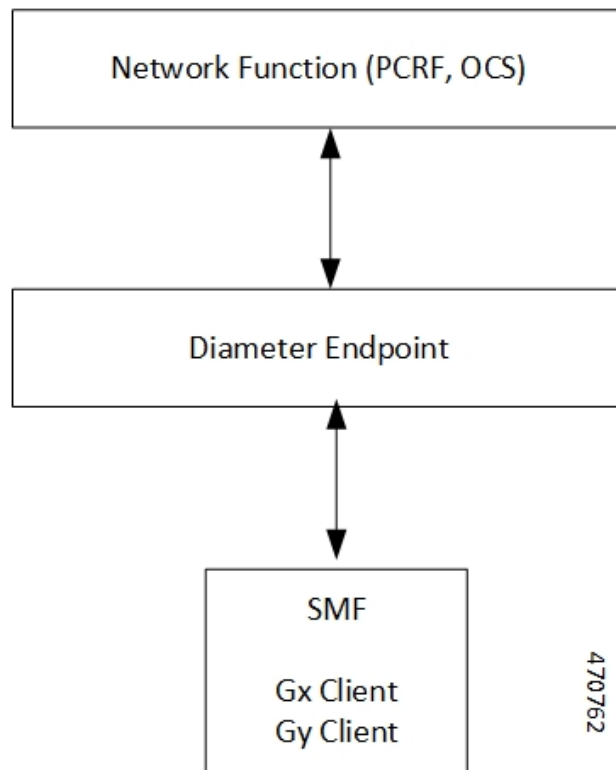 Network Function (PCRF, OCS)
Diameter Endpoint
SMF
Gx Client
Gy Client
470762